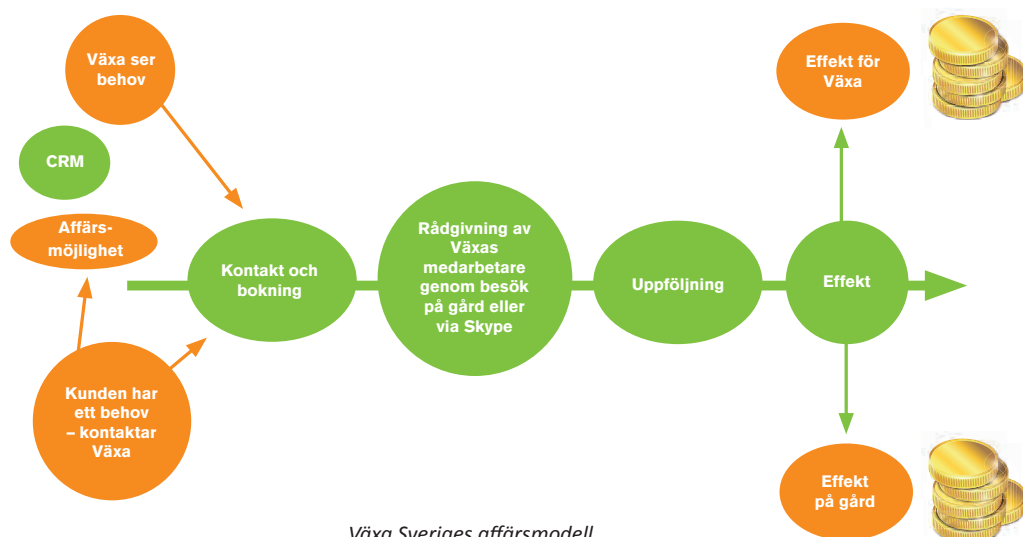 Växa ser
behov
CRM
Affärs-
möjlighet
Kunden har
ett behov
– kontaktar
Växa
Kontakt och
bokning
Rådgivning av
Växas
medarbetare
genom besök
på gård eller
via Skype
Uppföljning
Effekt
Effekt för
Växa
Effekt
på gård
Växa Sveriges affärsmodell